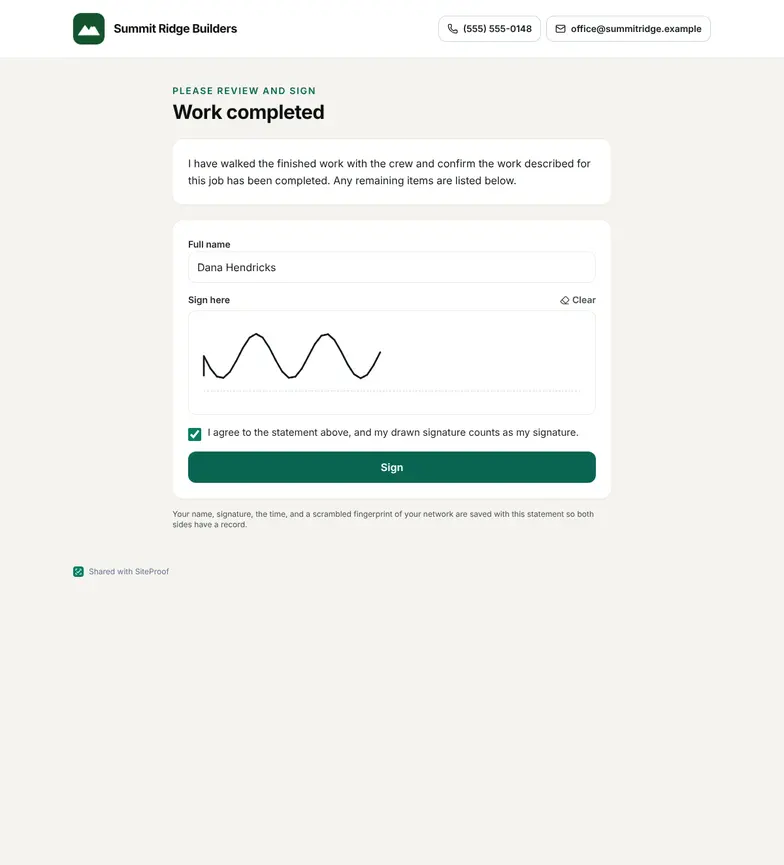 Summit Ridge Builders
(555) 555-0148
office@summitridge.example
PLEASE REVIEW AND SIGN
Work completed
I have walked the finished work with the crew and confirm the work described for
this job has been completed. Any remaining items are listed below.
Full name
Dana Hendricks
Sign here
Clear
I agree to the statement above, and my drawn signature counts as my signature.
Sign
Your name, signature, the time, and a scrambled fingerprint of your network are saved with this statement so both
sides have a record.
Shared with SiteProof